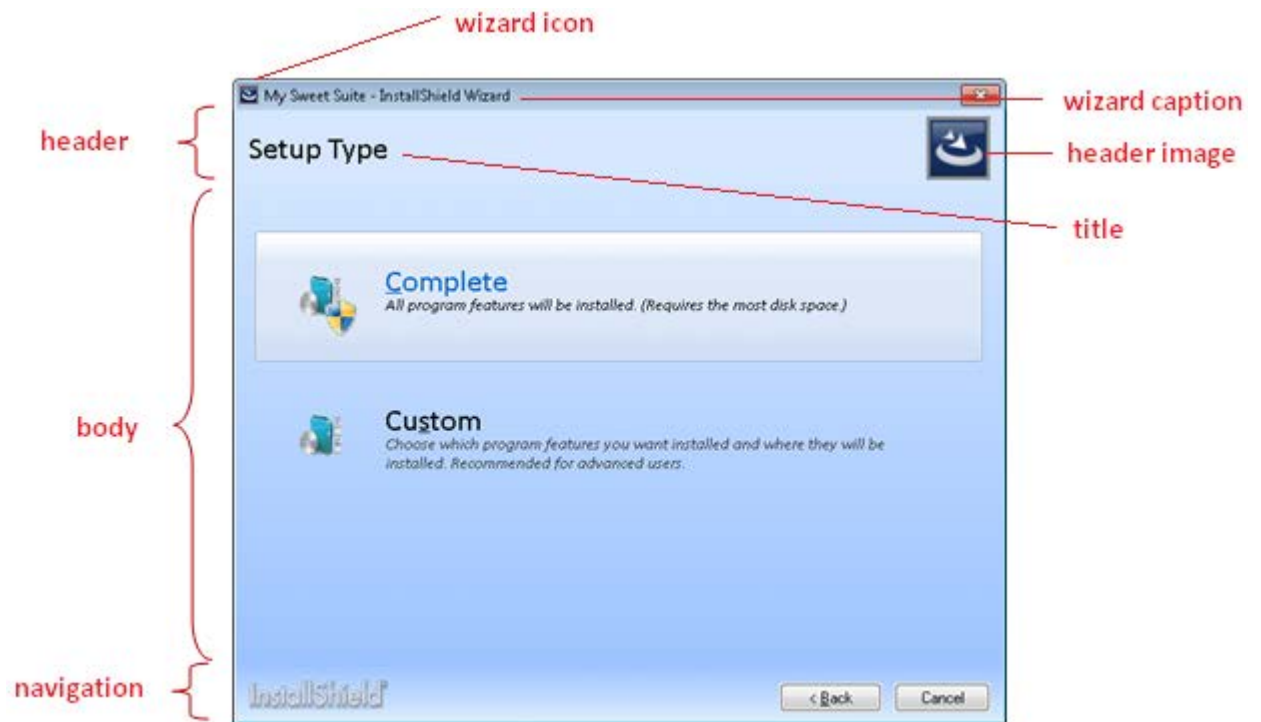 wizard icon
My Sweet Suite - InstallShield Wizard
wizard caption
header
Setup Type
header image
title
Complete
All program features will be installed. (Requires the most disk space.)
body
Custom
Choose which program features you want installed and where they will be
installed. Recommended for advanced users.
navigation
InstallShield
< Back
Cancel